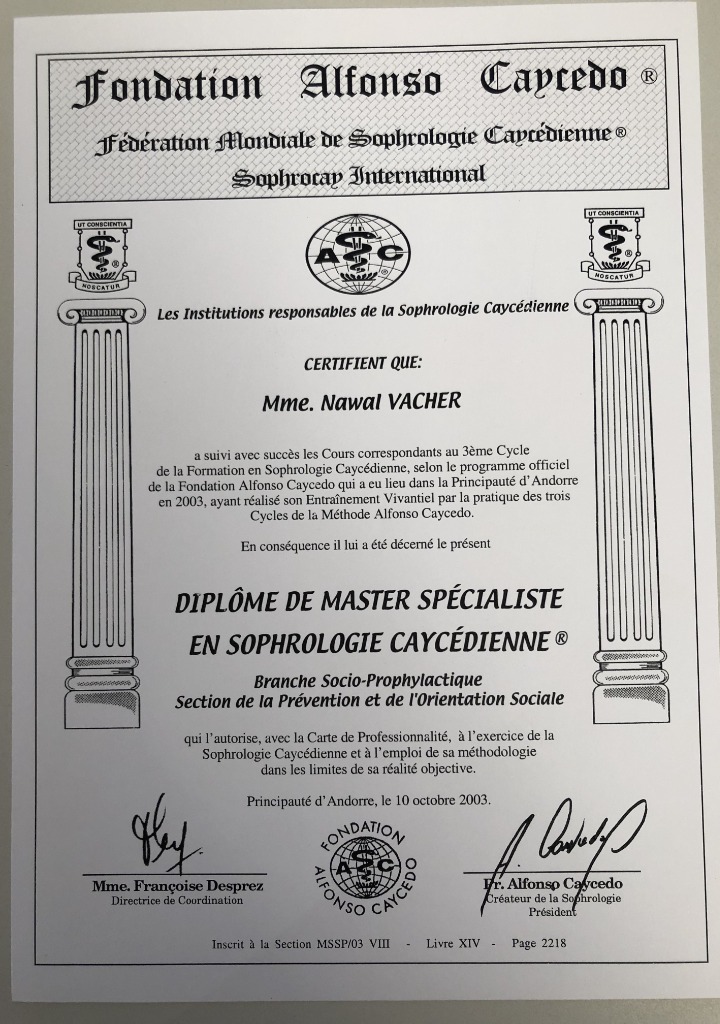 Fondation Alfonso Caycedo ®
Fédération Mondiale de Sophrologie Caycédienne ®
Sophrocay International
UT CONSCIENTIA
®
NOSCATUR
A C
®
UT CONSCIENTIA
®
NOSCATUR
Les Institutions responsables de la Sophrologie Caycédienne
CERTIFIENT QUE:
Mme. Nawal VACHER
a suivi avec succès les Cours correspondants au 3ème Cycle
de la Formation en Sophrologie Caycédienne, selon le programme officiel
de la Fondation Alfonso Caycedo qui a eu lieu dans la Principauté d'Andorre
en 2003, ayant réalisé son Entraînement Vivantiel par la pratique des trois
Cycles de la Méthode Alfonso Caycedo.
En conséquence il lui a été décerné le présent
DIPLÔME DE MASTER SPÉCIALISTE
EN SOPHROLOGIE CAYCÉDIENNE ®
Branche Socio-Prophylactique
Section de la Prévention et de l'Orientation Sociale
qui l'autorise, avec la Carte de Professionnalité, à l'exercice de la
Sophrologie Caycédienne et à l'emploi de sa méthodologie
dans les limites de sa réalité objective.
Principauté d'Andorre, le 10 octobre 2003.
Mme. Françoise Desprez
Directrice de Coordination
FONDATION
A C
ALFONSO CAYCEDO
Pr. Alfonso Caycedo
Créateur de la Sophrologie
Président
Inscrit à la Section MSSP/03 VIII - Livre XIV - Page 2218